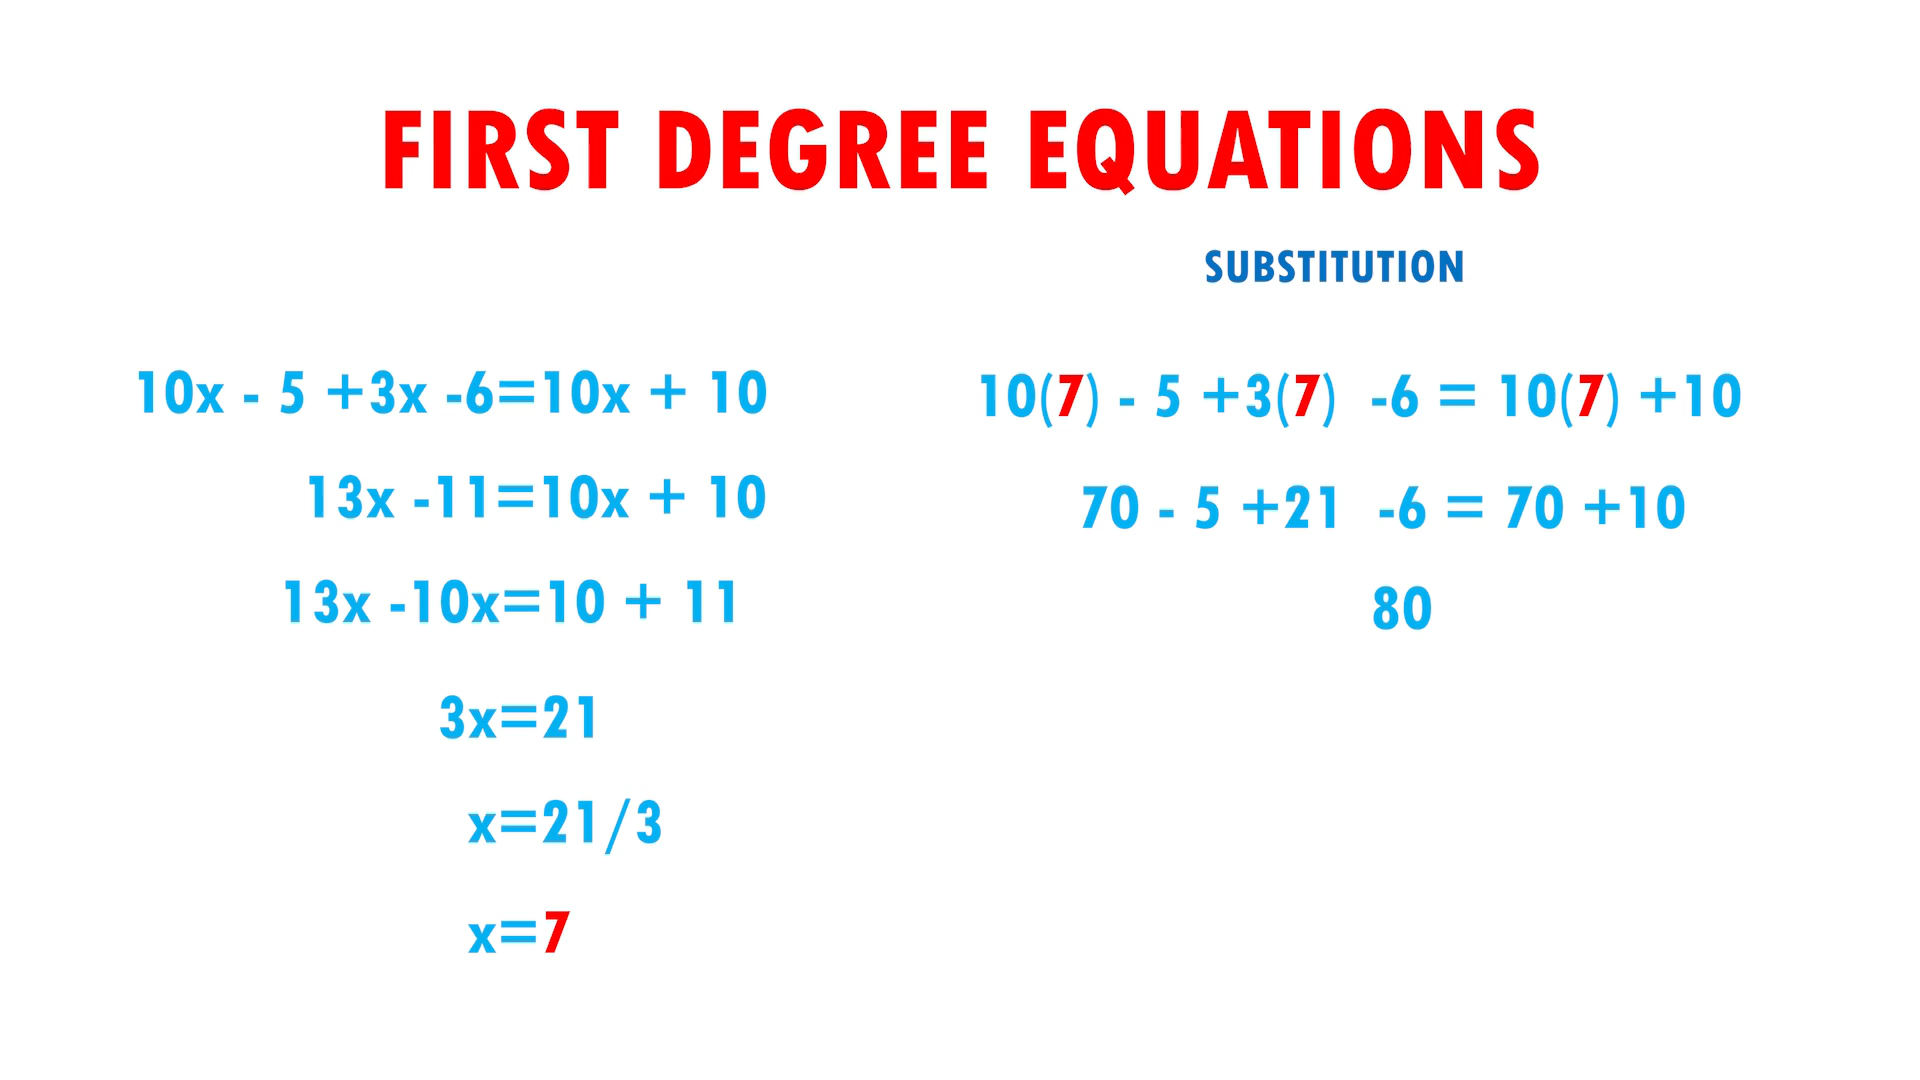 FIRST DEGREE EQUATIONS
SUBSTITUTION
10x - 5 +3x -6=10x + 10
13x -11=10x + 10
13x -10x=10 + 11
3x=21
x=21/3
x=7
10(7) - 5 +3(7) -6 = 10(7) +10
70 - 5 +21 -6 = 70 +10
80